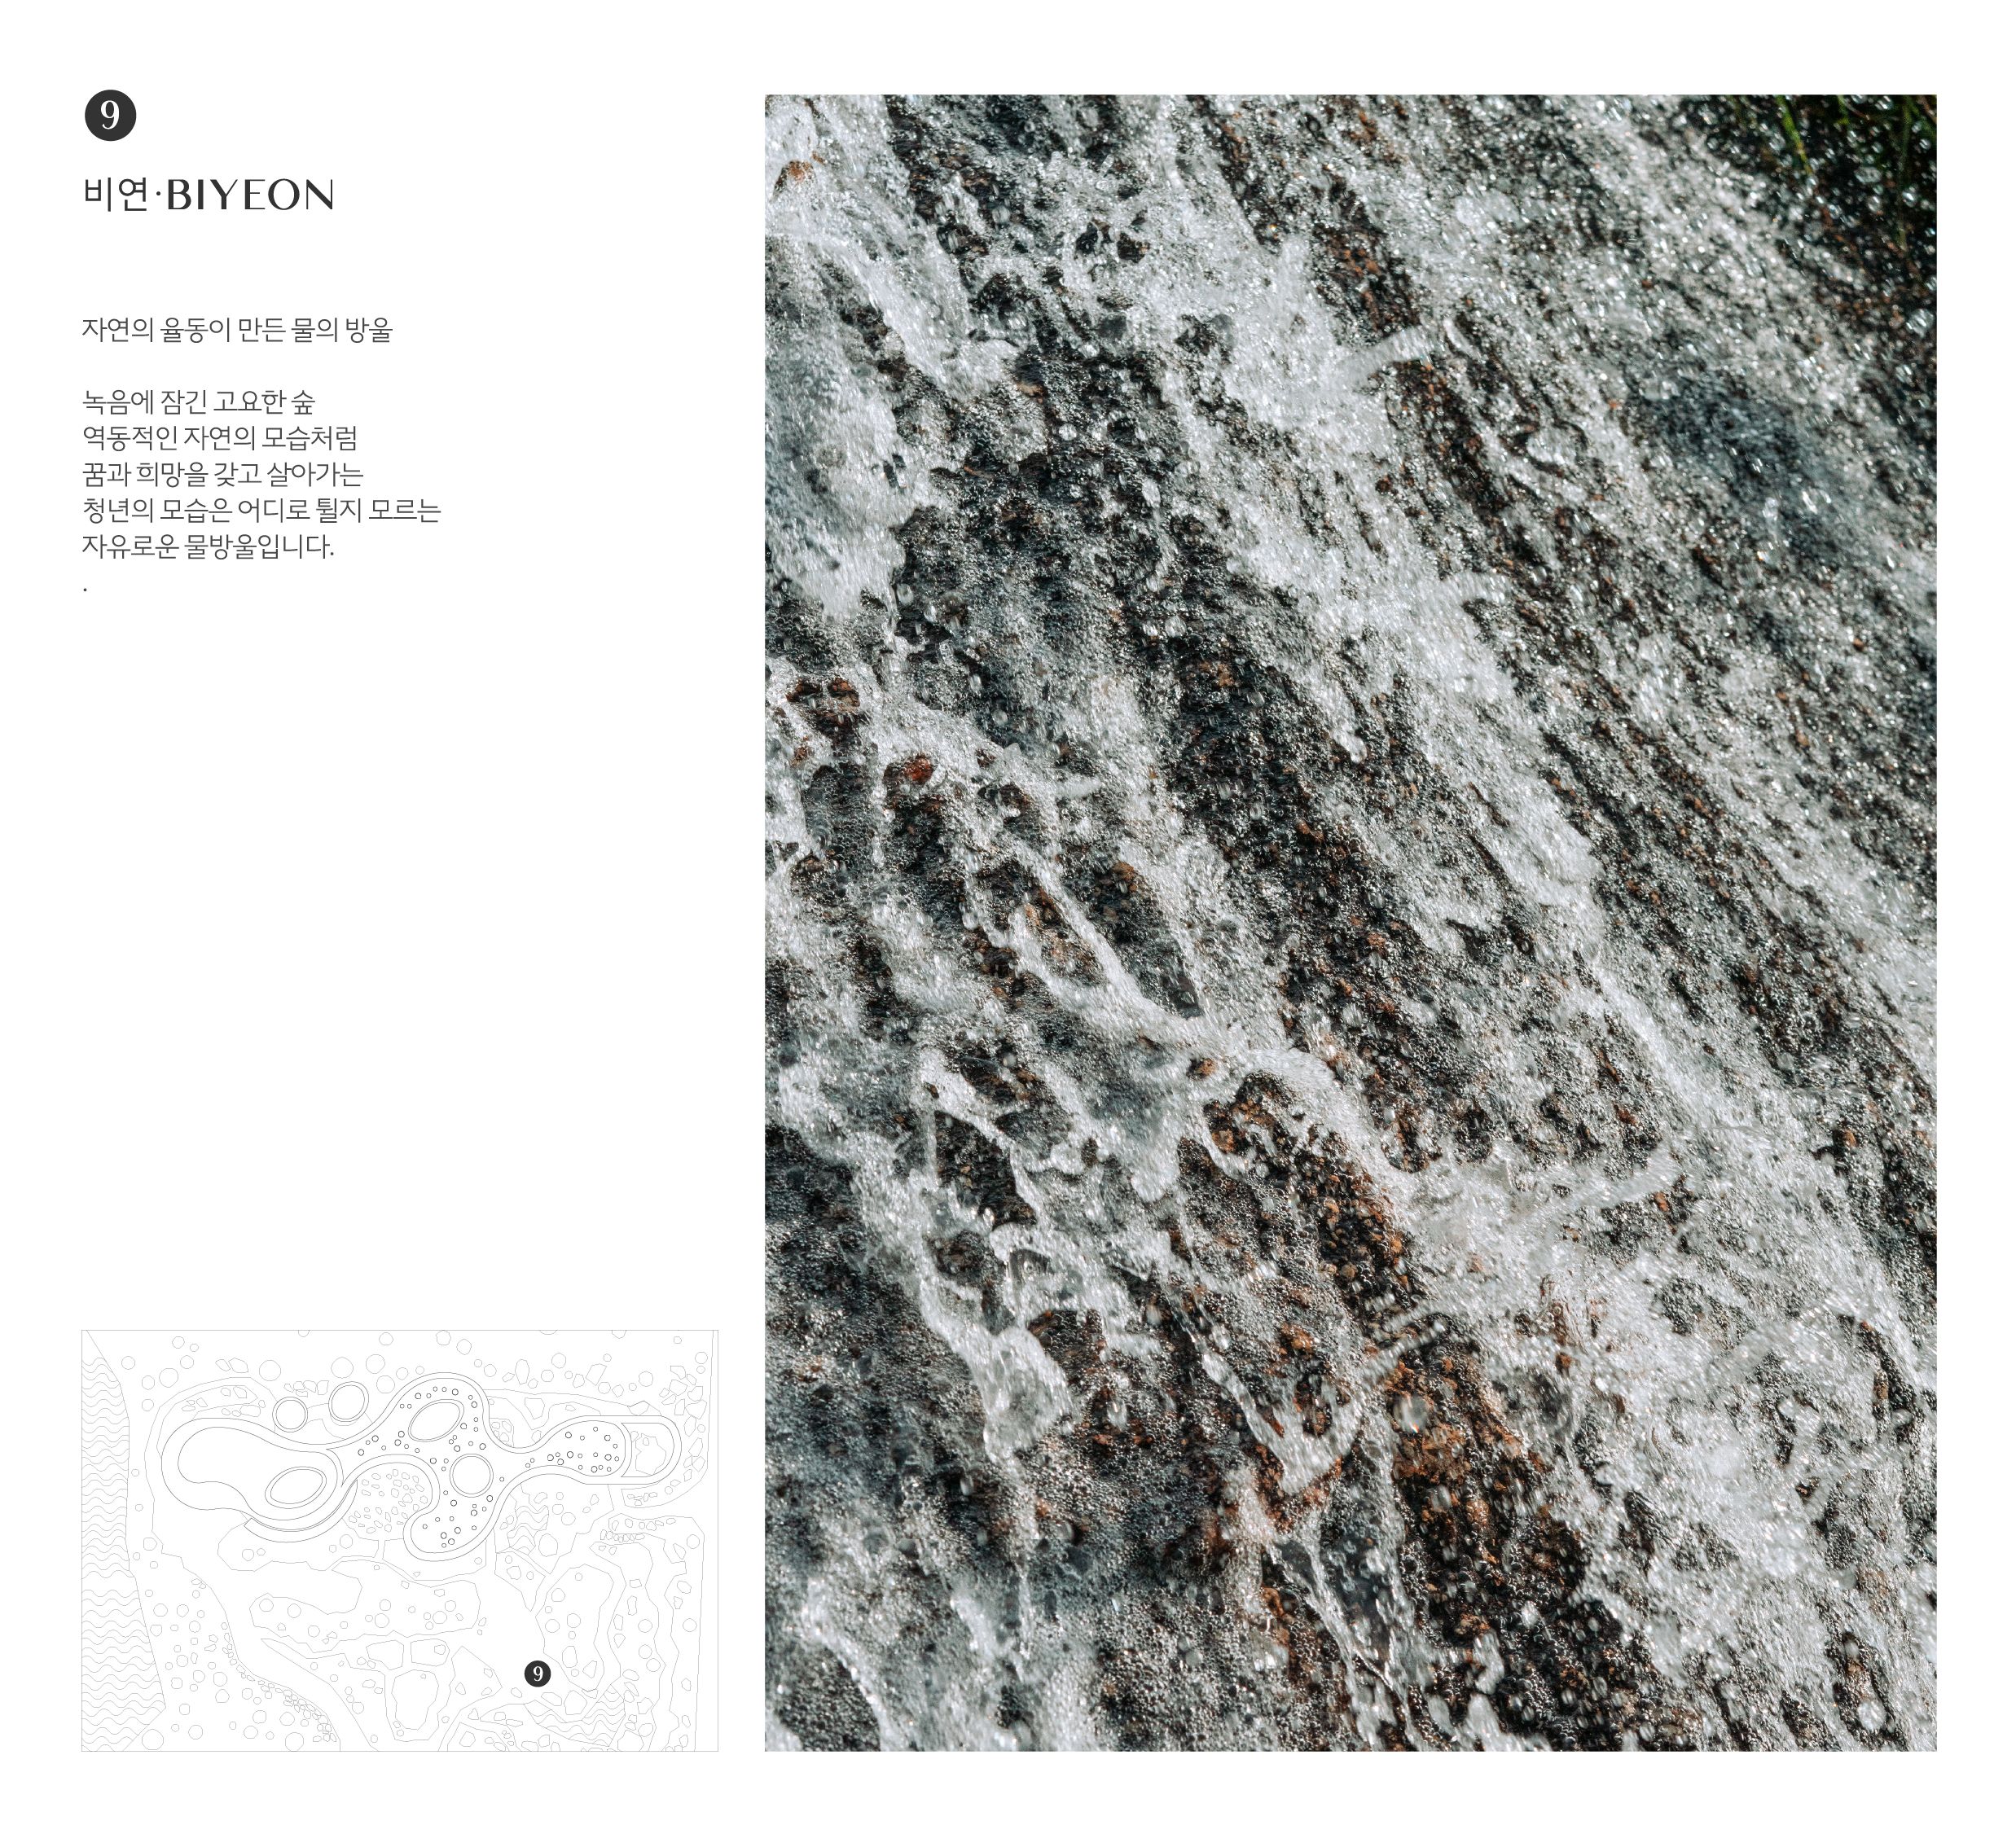 9
비연·BIYEON
자연의 율동이 만든 물의 방울
녹음에 잠긴 고요한 숲
역동적인 자연의 모습처럼
꿈과 희망을 갖고 살아가는
청년의 모습은 어디로 튈지 모르는
자유로운 물방울입니다.
.
9